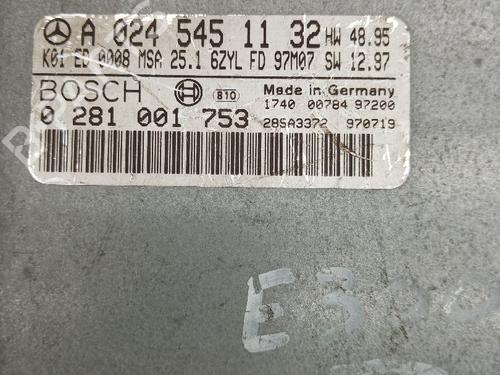 A 024 545 11 32 HW 48.95
K01 ED 0008 MSA 25.1 6ZYL FD 97M07 SW 12.97
BOSCH 810 Made in Germany
1740 00784 97200
0 281 001 753 28SA3372 970719
E300